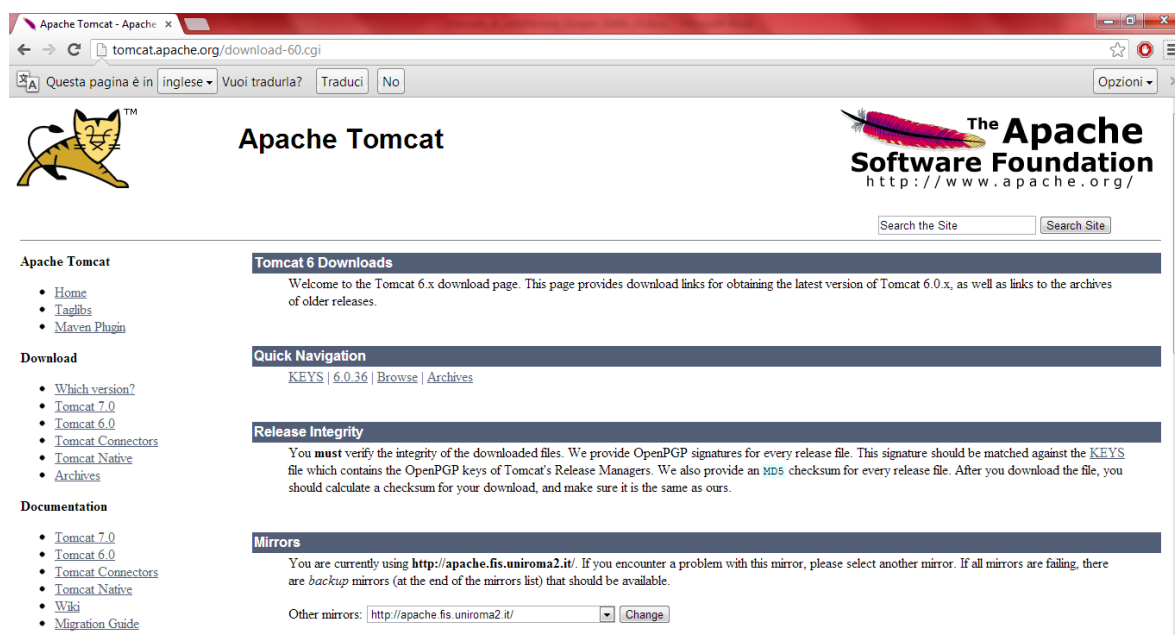 Apache Tomcat - Apache
tomcat.apache.org/download-60.cgi
Questa pagina è in inglese Vuoi tradurla? Traduci No Opzioni
TM
Apache Tomcat
The Apache
Software Foundation
http://www.apache.org/
Search the Site Search Site
Apache Tomcat
• Home
• Taglibs
• Maven Plugin
Download
• Which version?
• Tomcat 7.0
• Tomcat 6.0
• Tomcat Connectors
• Tomcat Native
• Archives
Documentation
• Tomcat 7.0
• Tomcat 6.0
• Tomcat Connectors
• Tomcat Native
• Wiki
• Migration Guide
Tomcat 6 Downloads
Welcome to the Tomcat 6.x download page. This page provides download links for obtaining the latest version of Tomcat 6.0.x, as well as links to the archives
of older releases.
Quick Navigation
KEYS | 6.0.36 | Browse | Archives
Release Integrity
You must verify the integrity of the downloaded files. We provide OpenPGP signatures for every release file. This signature should be matched against the KEYS
file which contains the OpenPGP keys of Tomcat's Release Managers. We also provide an MD5 checksum for every release file. After you download the file, you
should calculate a checksum for your download, and make sure it is the same as ours.
Mirrors
You are currently using http://apache.fis.uniroma2.it/. If you encounter a problem with this mirror, please select another mirror. If all mirrors are failing, there
are backup mirrors (at the end of the mirrors list) that should be available.
Other mirrors: http://apache.fis.uniroma2.it/ Change